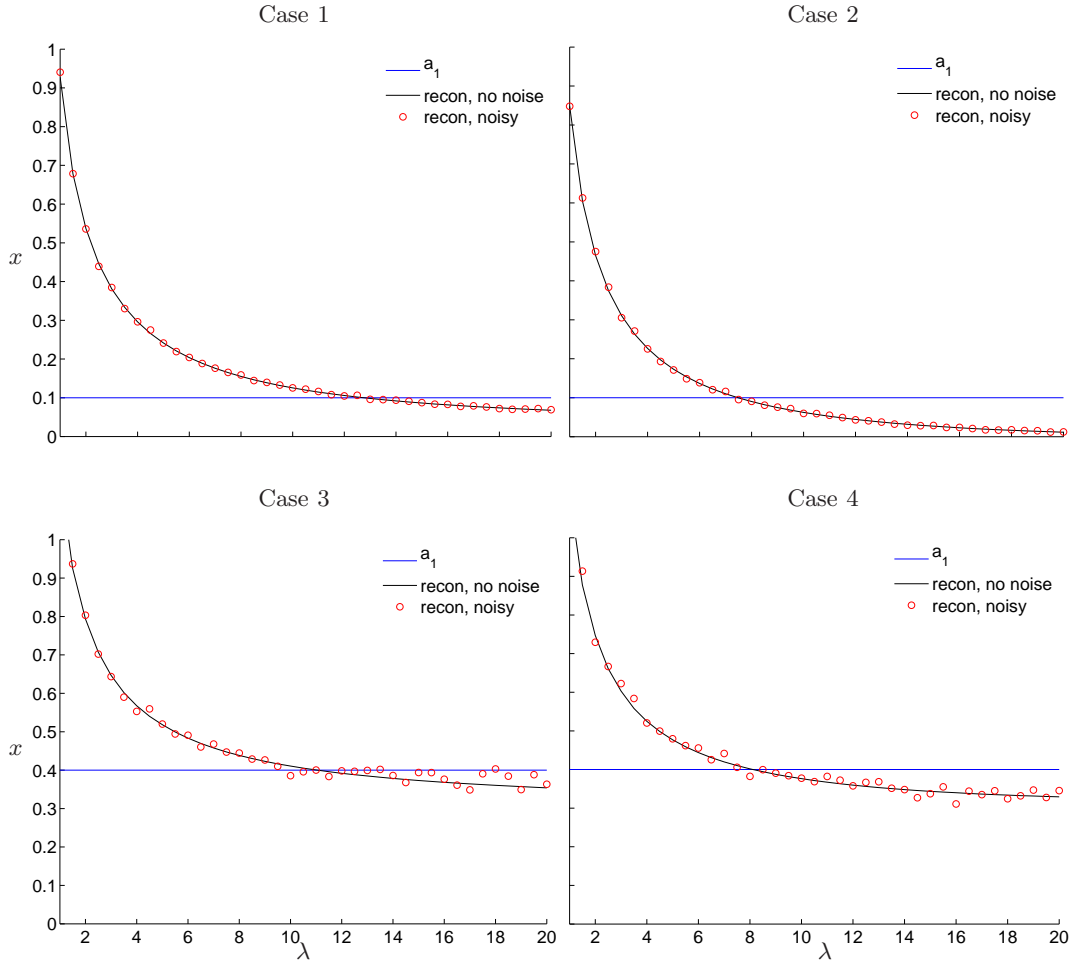 Case 1
Case 2
1
0.9
0.8
0.7
0.6
0.5
0.4
0.3
0.2
0.1
0
x
a_1
recon, no noise
recon, noisy
a_1
recon, no noise
recon, noisy
Case 3
Case 4
1
0.9
0.8
0.7
0.6
0.5
0.4
0.3
0.2
0.1
0
x
a_1
recon, no noise
recon, noisy
a_1
recon, no noise
recon, noisy
2 4 6 8 10 12 14 16 18 20
λ
2 4 6 8 10 12 14 16 18 20
λ